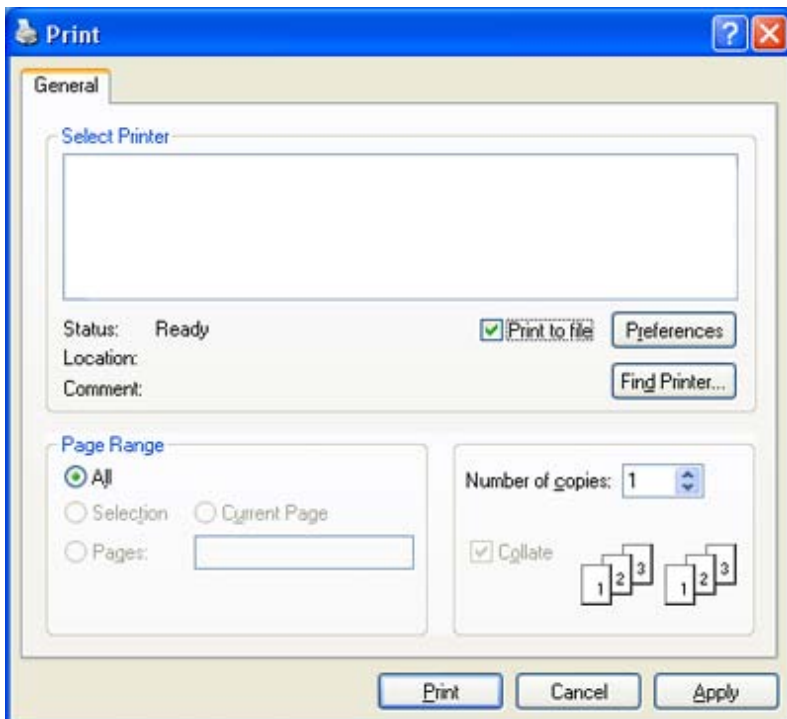 Print
General
Select Printer
Status: Ready
Print to file
Preferences
Location:
Comment:
Find Printer...
Page Range
All
Selection
Current Page
Pages:
Number of copies: 1
Collate
1 2 3 1 2 3
Print
Cancel
Apply